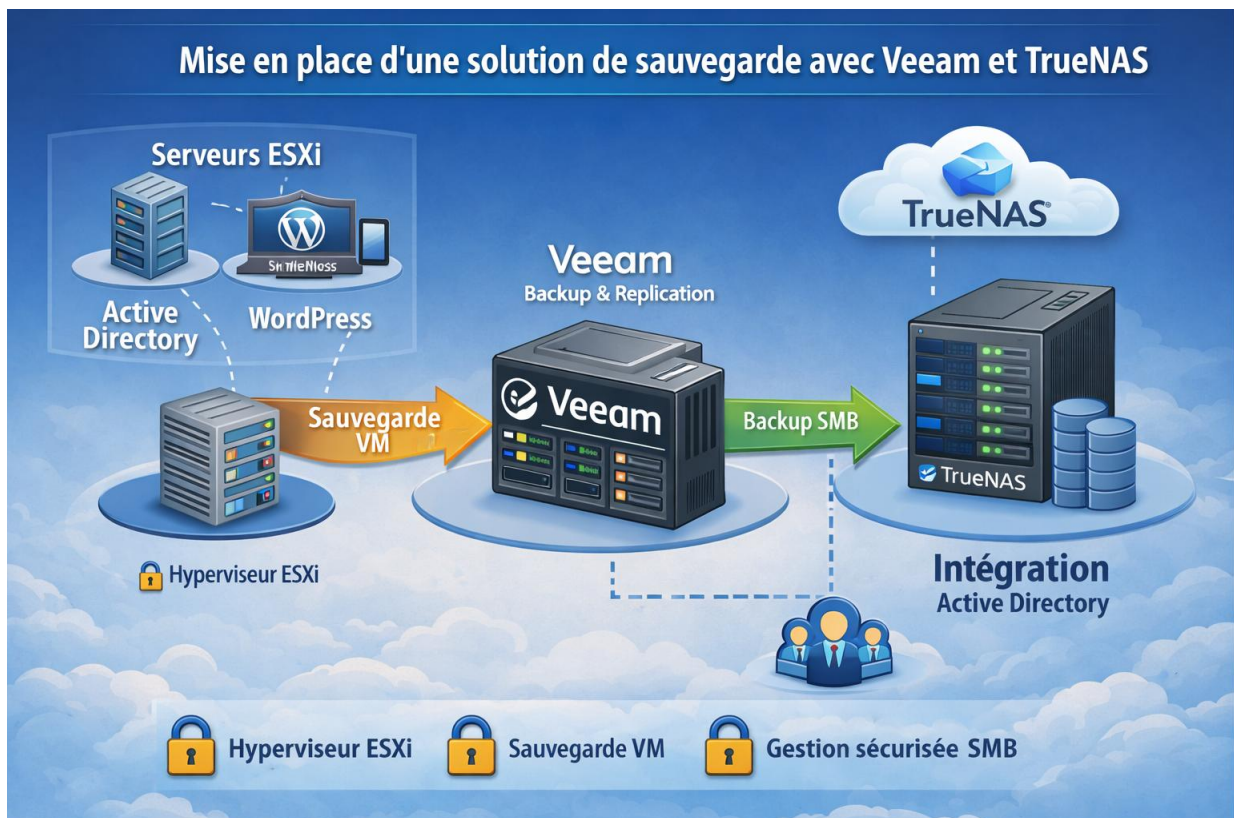 Mise en place d'une solution de sauvegarde avec Veeam et TrueNAS
Serveurs ESXi
Active
Directory
WordPress
TrueNAS
Veeam
Backup & Replication
Sauvegarde
VM
Veeam
Backup SMB
TrueNAS
Hyperviseur ESXi
Intégration
Active Directory
Hyperviseur ESXi
Sauvegarde VM
Gestion sécurisée SMB